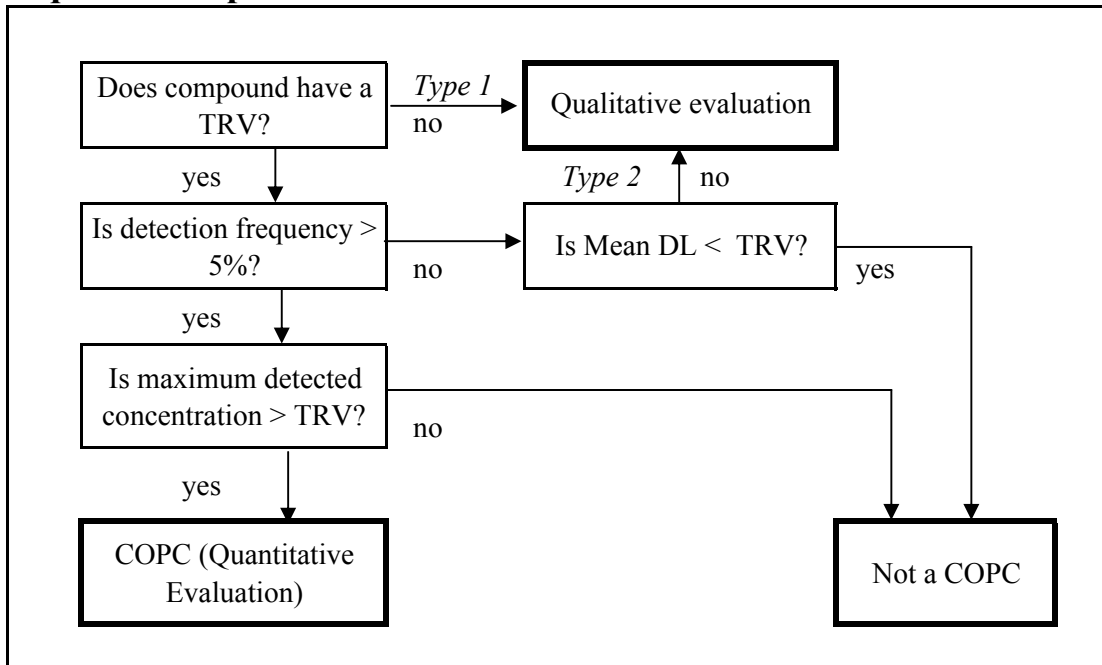 Does compound have a
TRV?
Type 1
no
Qualitative evaluation
yes
Type 2
no
Is detection frequency >
5%?
no
Is Mean DL < TRV?
yes
yes
Is maximum detected
concentration > TRV?
no
yes
COPC (Quantitative
Evaluation)
Not a COPC